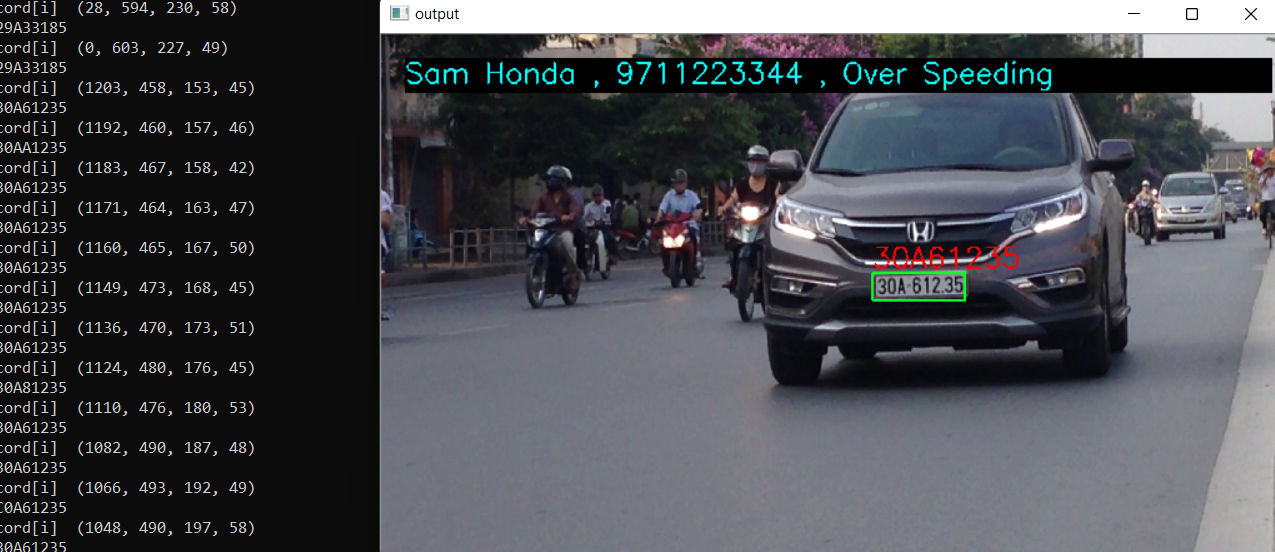 cord[i]  (28, 594, 230, 58)
29A33185
cord[i]  (0, 603, 227, 49)
29A33185
cord[i]  (1203, 458, 153, 45)
30A61235
cord[i]  (1192, 460, 157, 46)
30AA1235
cord[i]  (1183, 467, 158, 42)
30A61235
cord[i]  (1171, 464, 163, 47)
30A61235
cord[i]  (1160, 465, 167, 50)
30A61235
cord[i]  (1149, 473, 168, 45)
30A61235
cord[i]  (1136, 470, 173, 51)
30A61235
cord[i]  (1124, 480, 176, 45)
30A81235
cord[i]  (1110, 476, 180, 53)
30A61235
cord[i]  (1082, 490, 187, 48)
30A61235
cord[i]  (1066, 493, 192, 49)
C0A61235
cord[i]  (1048, 490, 197, 58)
30A61235
output
Sam Honda , 9711223344 , Over Speeding
30A61235
30A-612.35